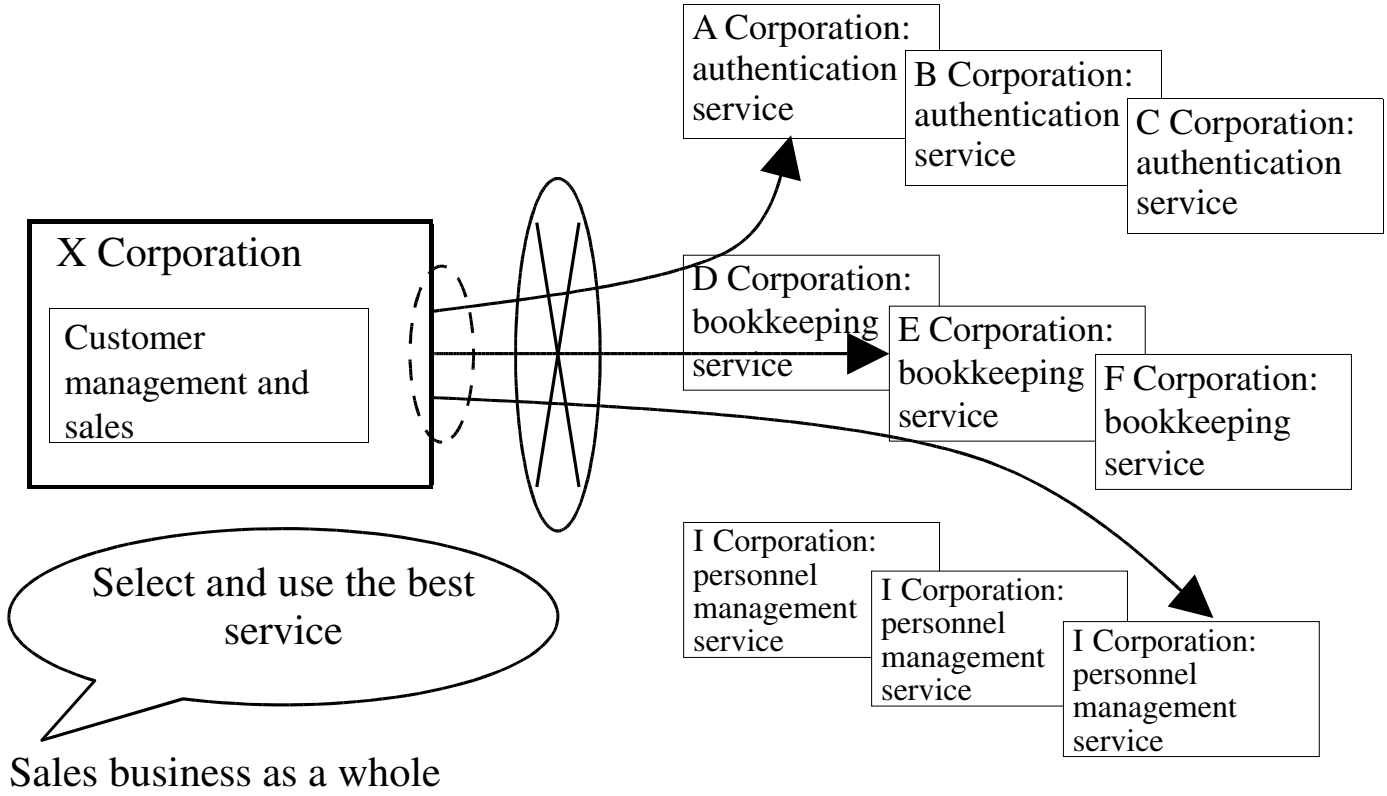 A Corporation:
authentication
service
B Corporation:
authentication
service
C Corporation:
authentication
service
X Corporation
Customer
management and
sales
D Corporation:
bookkeeping
service
E Corporation:
bookkeeping
service
F Corporation:
bookkeeping
service
I Corporation:
personnel
management
service
I Corporation:
personnel
management
service
I Corporation:
personnel
management
service
Select and use the best
service
Sales business as a whole